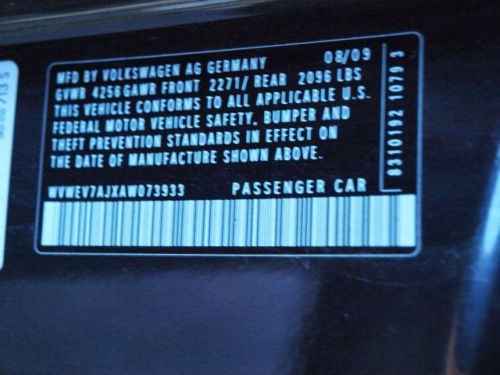 MFD BY VOLKSWAGEN AG GERMANY 08/09
GVWR 4256 GAWR FRONT 2271/ REAR 2096 LBS
THIS VEHICLE CONFORMS TO ALL APPLICABLE U.S.
FEDERAL MOTOR VEHICLE SAFETY, BUMPER AND
THEFT PREVENTION STANDARDS IN EFFECT ON
THE DATE OF MANUFACTURE SHOWN ABOVE.
WVWEV7AJXAW073933 PASSENGER CAR
8310192 1079 3
713 S